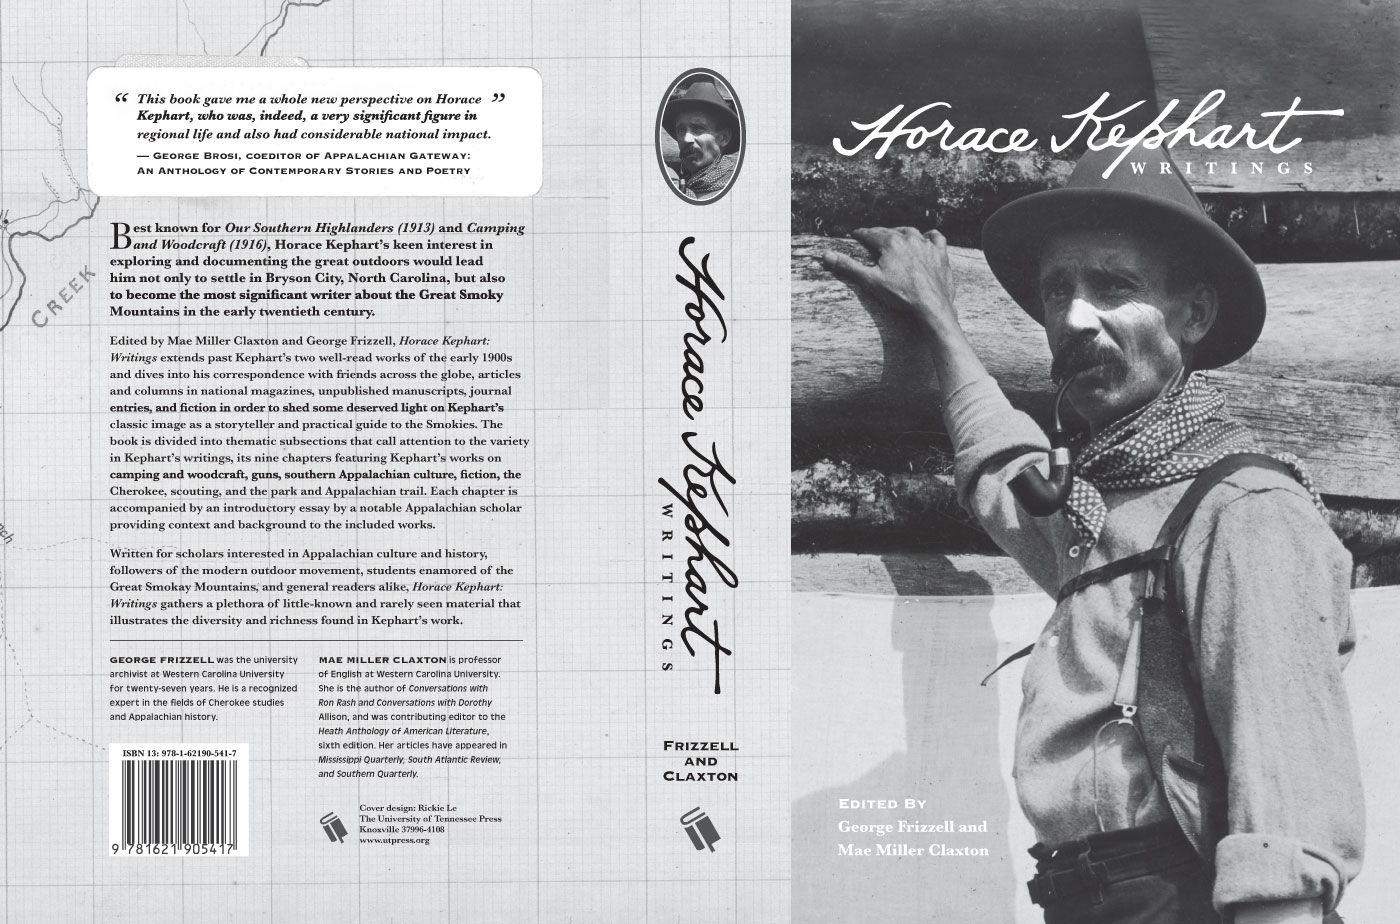 “ This book gave me a whole new perspective on Horace ”
Kephart, who was, indeed, a very significant figure in
regional life and also had considerable national impact.
— George Brosi, coeditor of Appalachian Gateway:
An Anthology of Contemporary Stories and Poetry
Best known for Our Southern Highlanders (1913) and Camping
and Woodcraft (1916), Horace Kephart’s keen interest in
exploring and documenting the great outdoors would lead
him not only to settle in Bryson City, North Carolina, but also
to become the most significant writer about the Great Smoky
Mountains in the early twentieth century.
Edited by Mae Miller Claxton and George Frizzell, Horace Kephart:
Writings extends past Kephart’s two well-read works of the early 1900s
and dives into his correspondence with friends across the globe, articles
and columns in national magazines, unpublished manuscripts, journal
entries, and fiction in order to shed some deserved light on Kephart’s
classic image as a storyteller and practical guide to the Smokies. The
book is divided into thematic subsections that call attention to the variety
in Kephart’s writings, its nine chapters featuring Kephart’s works on
camping and woodcraft, guns, southern Appalachian culture, fiction, the
Cherokee, scouting, and the park and Appalachian trail. Each chapter is
accompanied by an introductory essay by a notable Appalachian scholar
providing context and background to the included works.
Written for scholars interested in Appalachian culture and history,
followers of the modern outdoor movement, students enamored of the
Great Smokay Mountains, and general readers alike, Horace Kephart:
Writings gathers a plethora of little-known and rarely seen material that
illustrates the diversity and richness found in Kephart’s work.
GEORGE FRIZZELL was the university
archivist at Western Carolina University
for twenty-seven years. He is a recognized
expert in the fields of Cherokee studies
and Appalachian history.
MAE MILLER CLAXTON is professor
of English at Western Carolina University.
She is the author of Conversations with
Ron Rash and Conversations with Dorothy
Allison, and was contributing editor to the
Heath Anthology of American Literature,
sixth edition. Her articles have appeared in
Mississippi Quarterly, South Atlantic Review,
and Southern Quarterly.
ISBN 13: 978-1-62190-541-7
9 781621 905417
Cover design: Rickie Le
The University of Tennessee Press
Knoxville 37996-4108
www.utpress.org
CREEK
Horace Kephart
WRITINGS
Frizzell
and
Claxton
Horace Kephart
WRITINGS
Edited By
George Frizzell and
Mae Miller Claxton